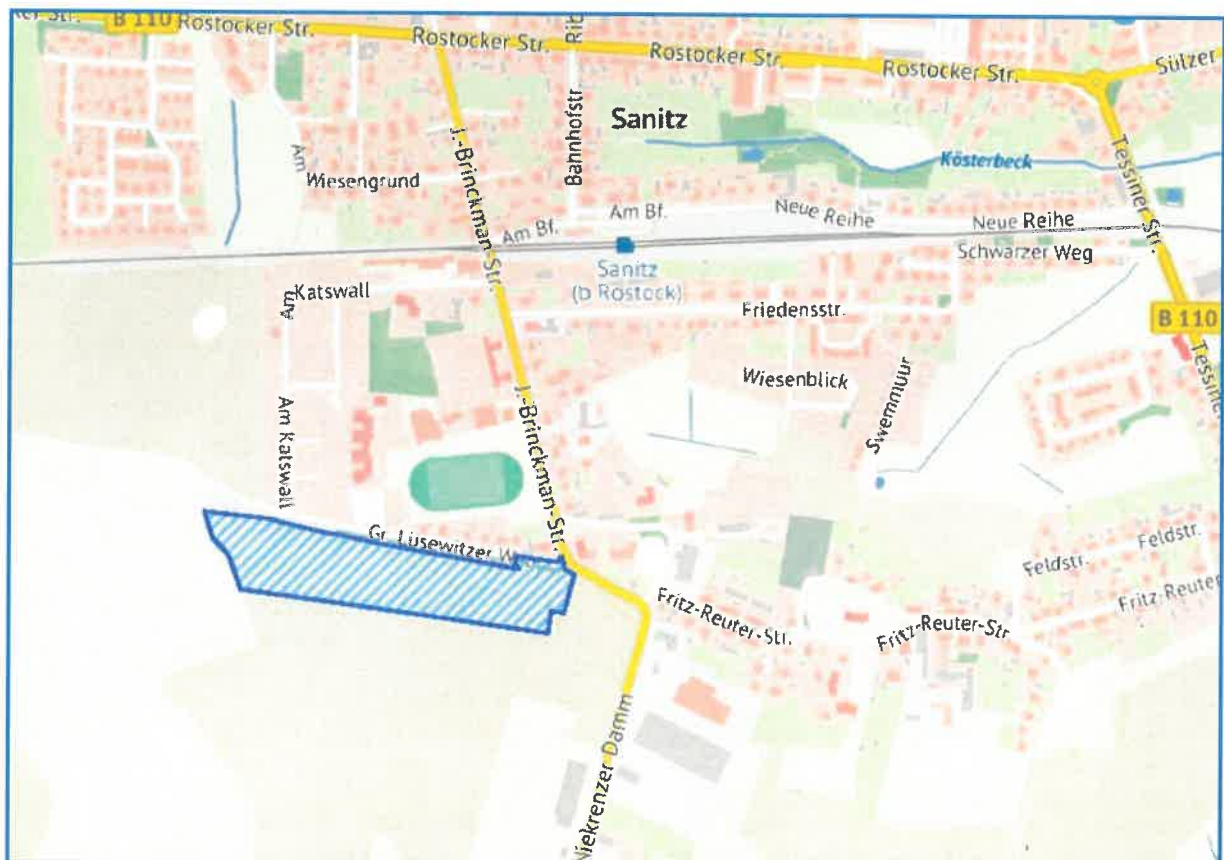 B 110
Rostocker Str.
Rostocker Str.
Rostocker Str.
Rostocker Str.
Sülzer
Sanitz
Bahnhofstr.
J.-Brinckman-Str.
Am
Wiesengrund
Kösterbeck
Tessiner Str.
Am Bf.
Am Bf.
Neue Reihe
Neue Reihe
Schwarzer Weg
Sanitz
(b Rostock)
Am
Katswall
Friedensstr.
B 110
Wiesenblick
Swemmuur
Am Katswall
J.-Brinckman-Str.
Gr. Lüsewitzer
Feldstr.
Feldstr.
Fritz-Reuter-Str.
Fritz-Reuter-Str
Fritz-Reuter
Niekrenzer Damm